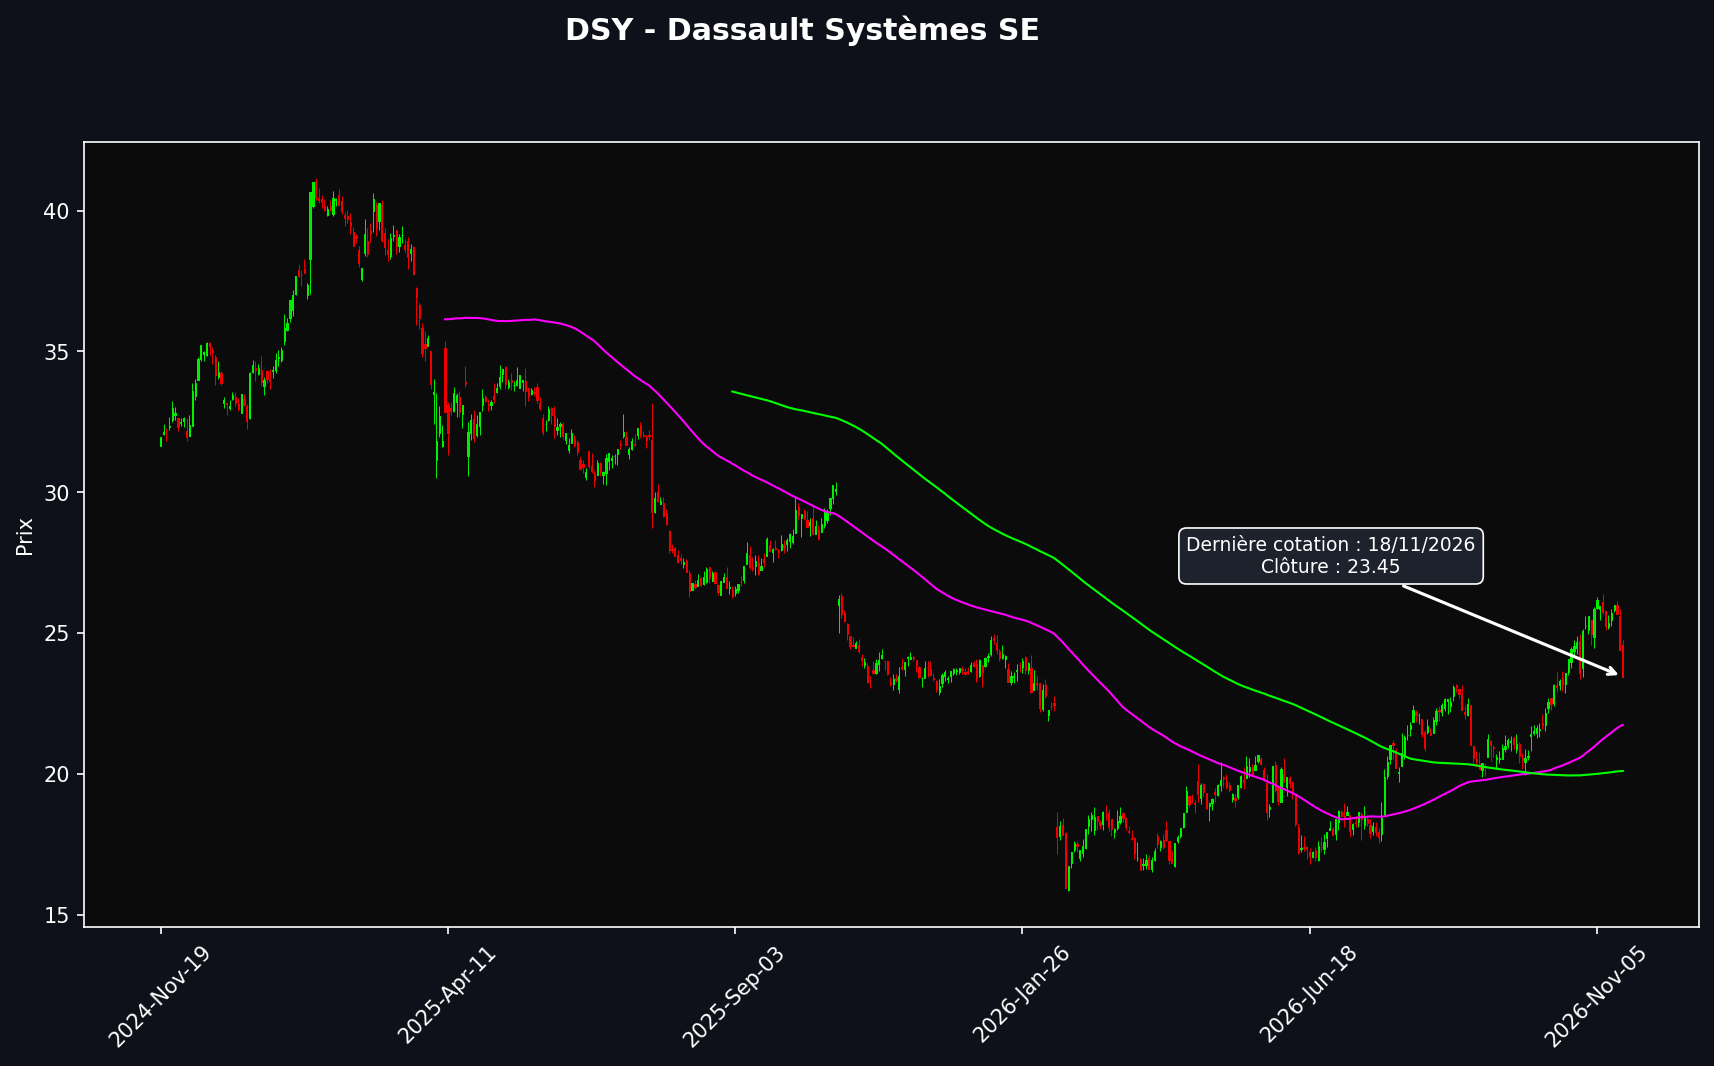 DSY - Dassault Systèmes SE
Prix
40
35
30
25
20
15
Dernière cotation : 18/11/2026
Clôture : 23.45
2024-Nov-19
2025-Apr-11
2025-Sep-03
2026-Jan-26
2026-Jun-18
2026-Nov-05